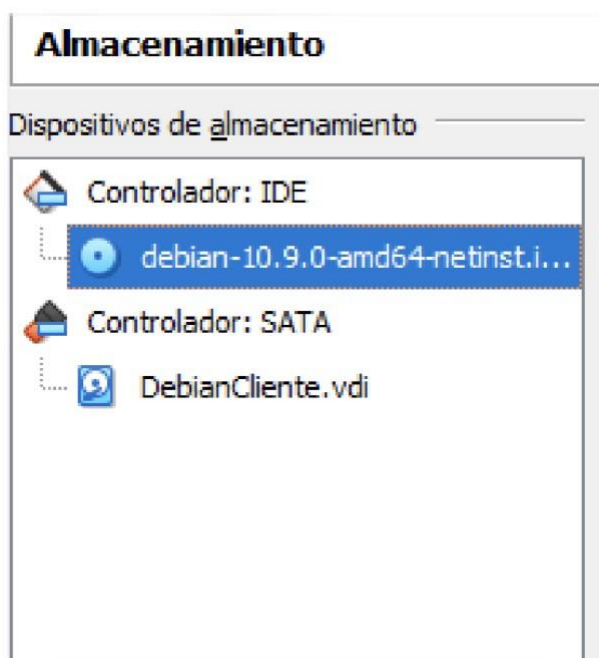 Almacenamiento
Dispositivos de almacenamiento
Controlador: IDE
debian-10.9.0-amd64-netinst.i...
Controlador: SATA
DebianCliente.vdi